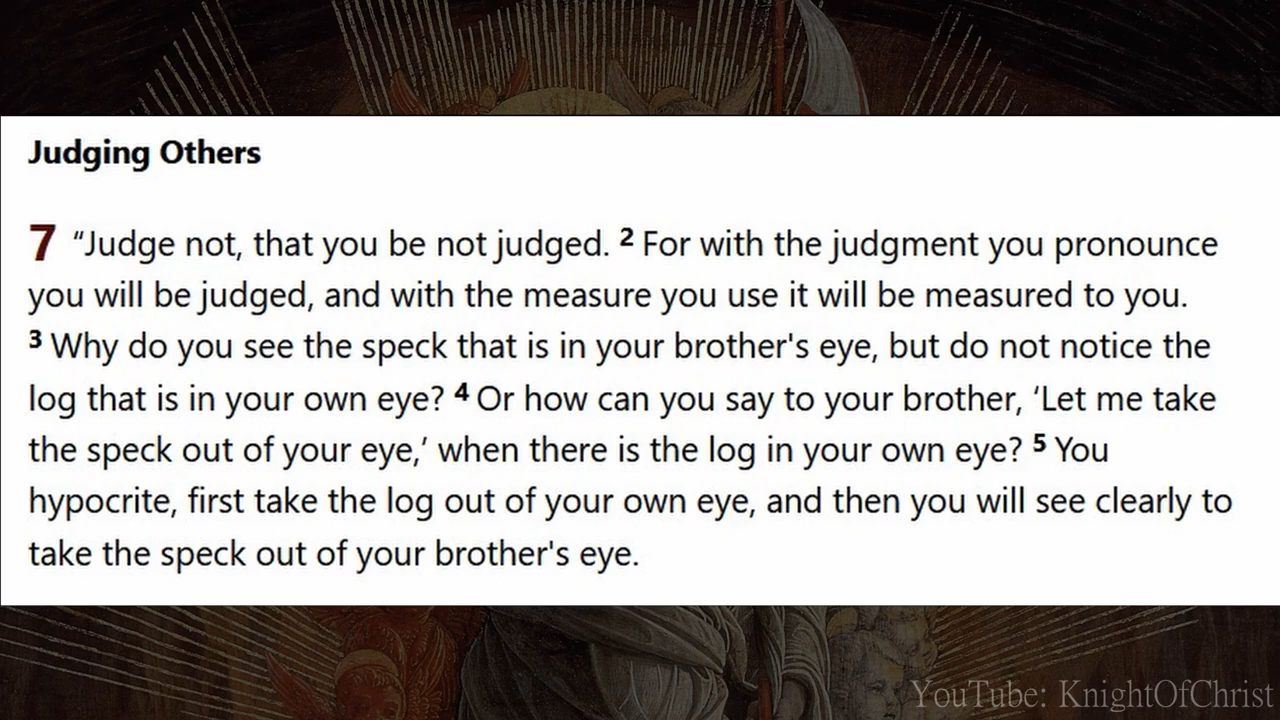 Judging Others
7 “Judge not, that you be not judged. 2 For with the judgment you pronounce
you will be judged, and with the measure you use it will be measured to you.
3 Why do you see the speck that is in your brother's eye, but do not notice the
log that is in your own eye? 4 Or how can you say to your brother, ‘Let me take
the speck out of your eye,’ when there is the log in your own eye? 5 You
hypocrite, first take the log out of your own eye, and then you will see clearly to
take the speck out of your brother's eye.
YouTube: KnightOfChrist